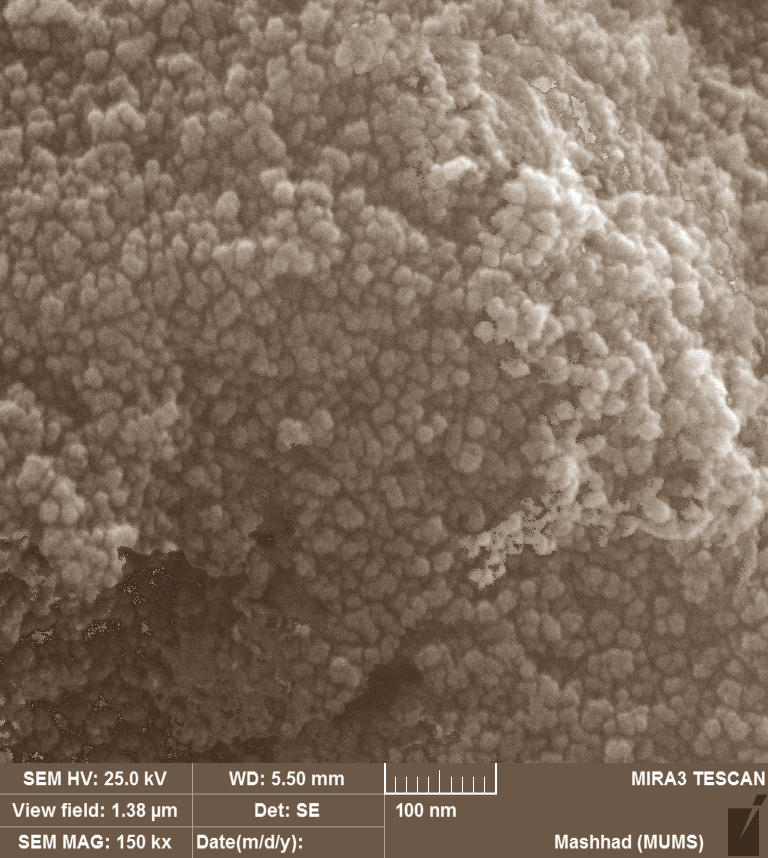 SEM HV: 25.0 kV WD: 5.50 mm MIRA3 TESCAN
View field: 1.38 µm Det: SE 100 nm
SEM MAG: 150 kx Date(m/d/y): Mashhad (MUMS)